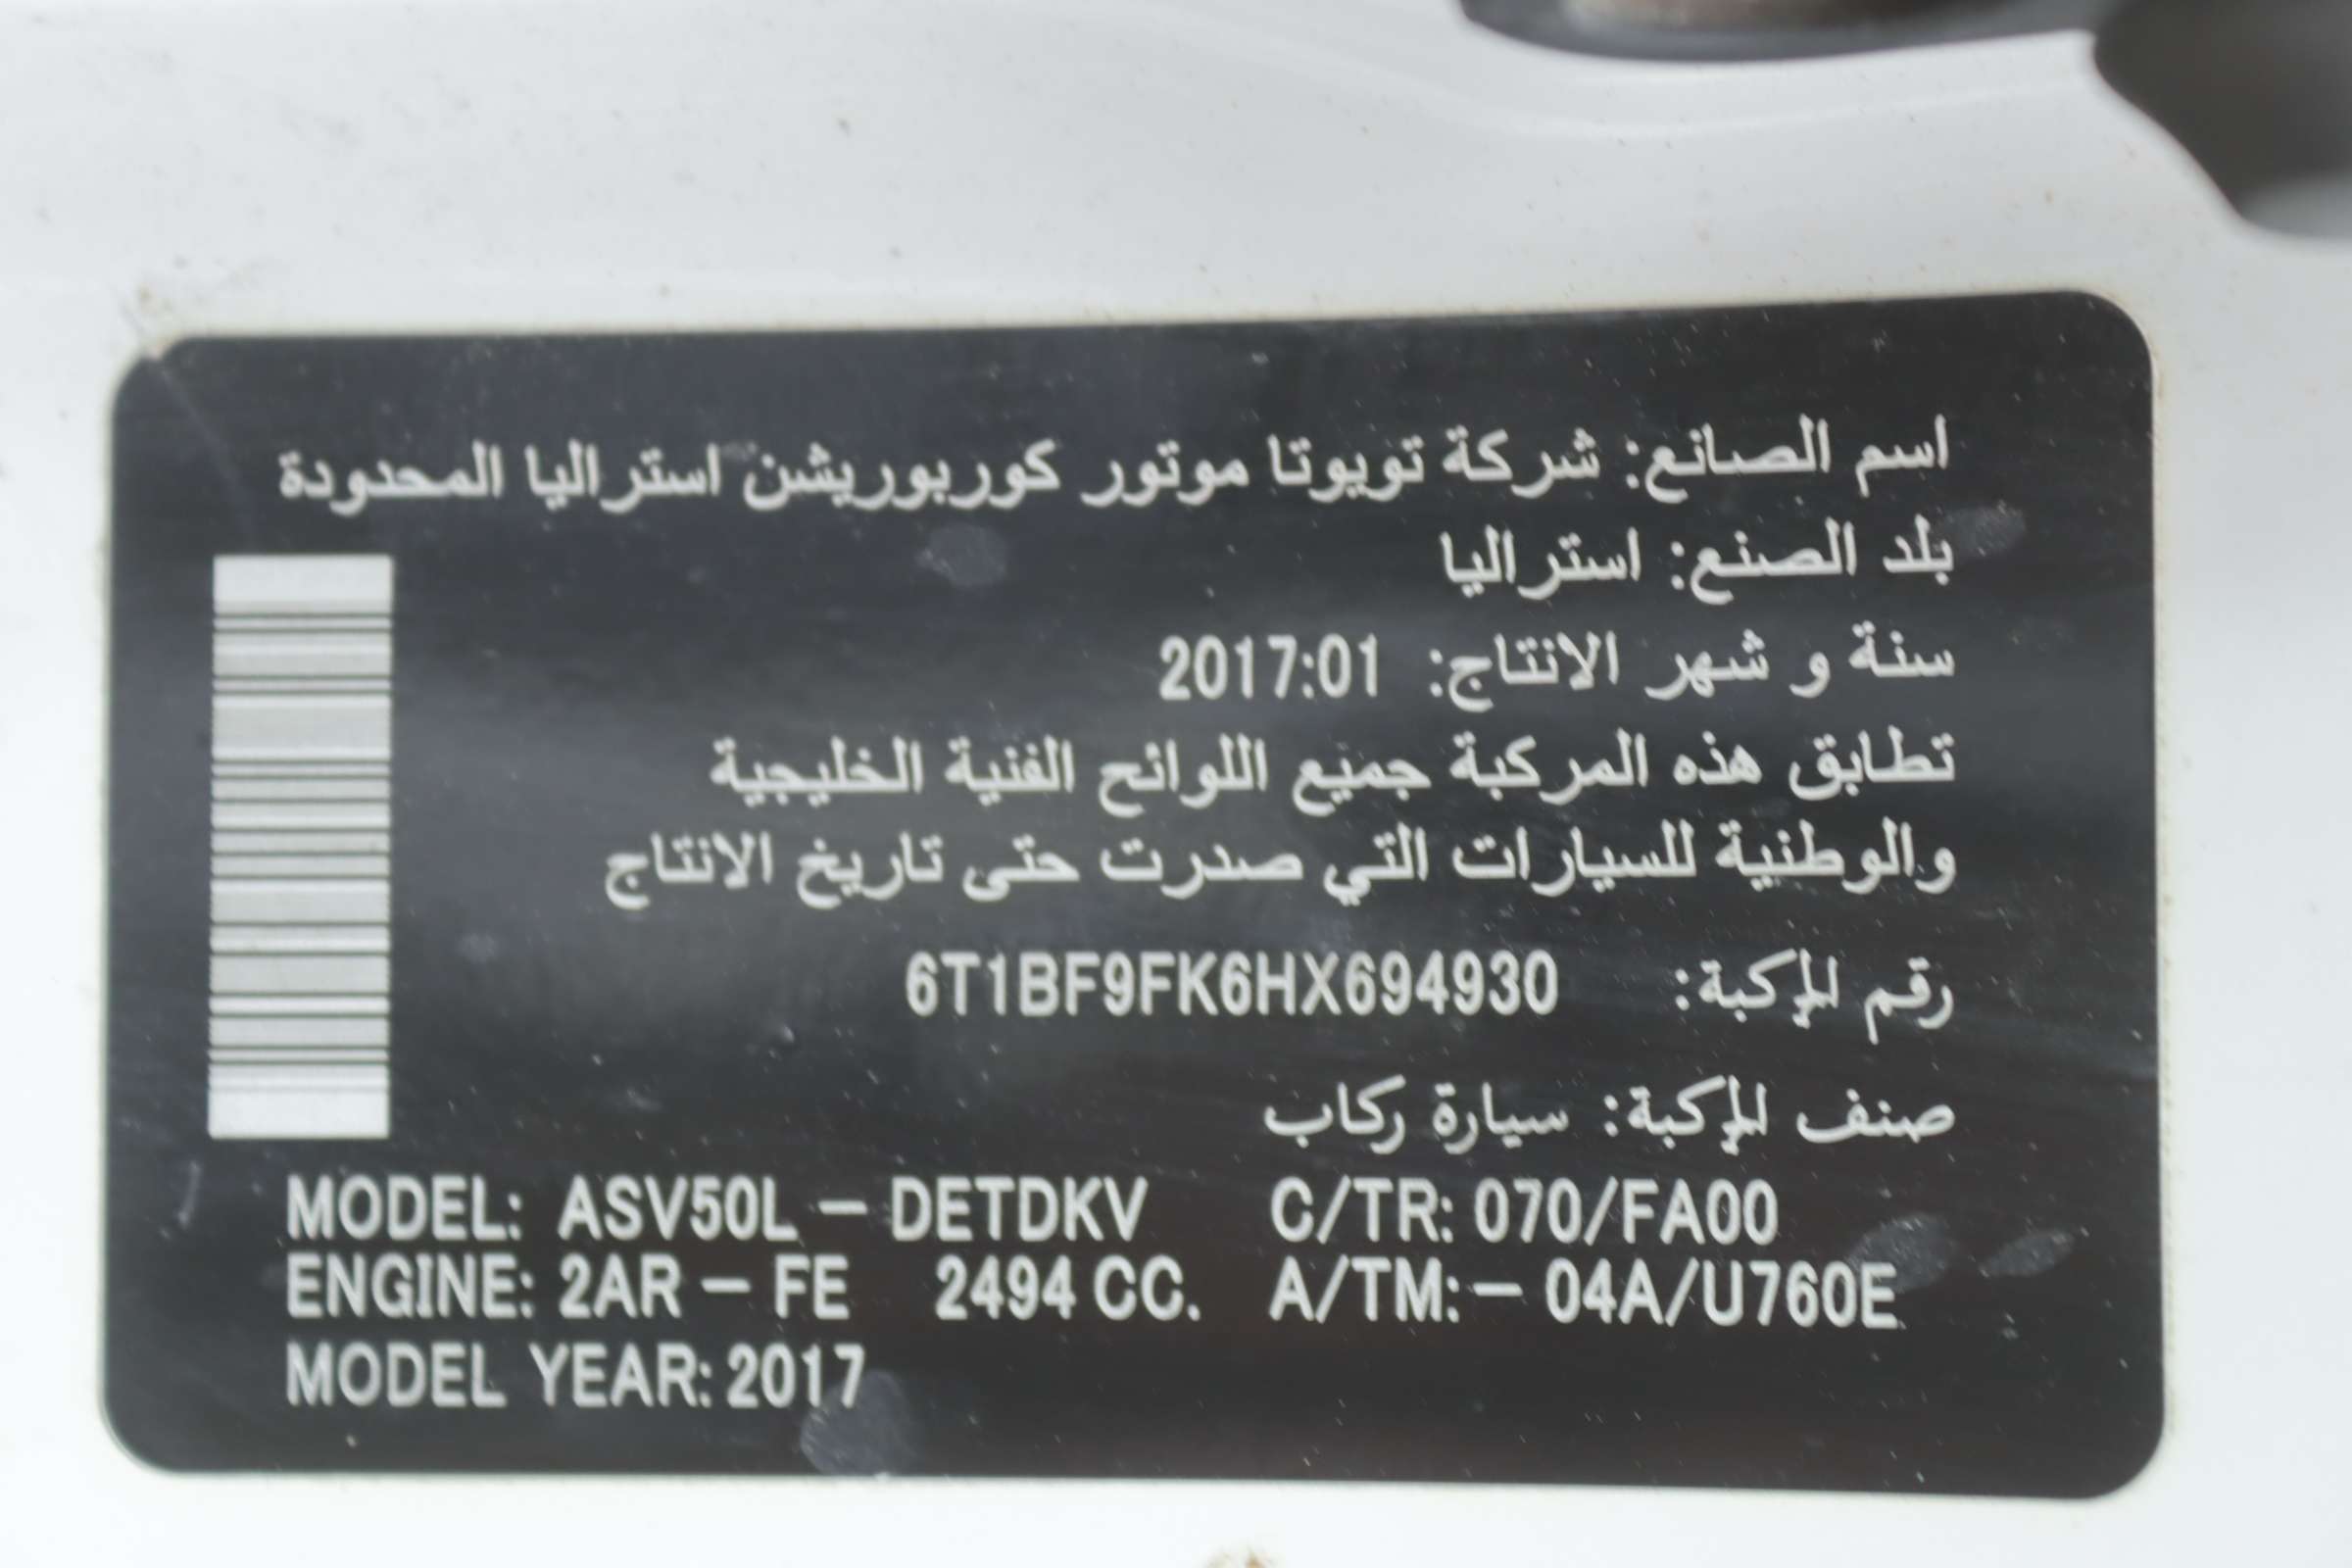 اسم الصانع: شركة تويوتا موتور كوربوريشن استراليا المحدودة
بلد الصنع: استراليا
سنة و شهر الانتاج: 2017:01
تطابق هذه المركبة جميع اللوائح الفنية الخليجية
والوطنية للسيارات التي صدرت حتى تاريخ الانتاج
رقم المركبة: 6T1BF9FK6HX694930
صنف المركبة: سيارة ركاب
MODEL: ASV50L – DETDKV C/TR: 070/FA00
ENGINE: 2AR – FE 2494 CC. A/TM: – 04A/U760E
MODEL YEAR: 2017